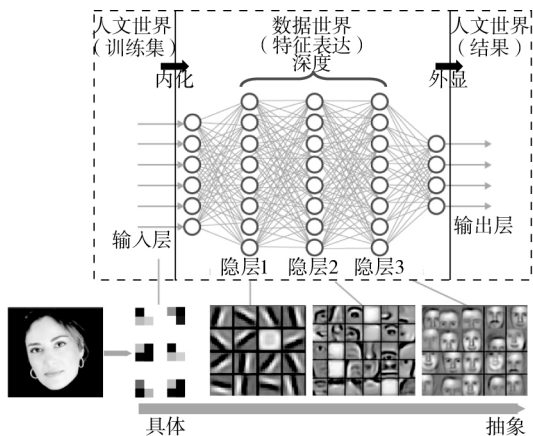 人文世界
（训练集）
内化
数据世界
（特征表达）
深度
人文世界
（结果）
外显
输入层
隐层1
隐层2
隐层3
输出层
具体
抽象